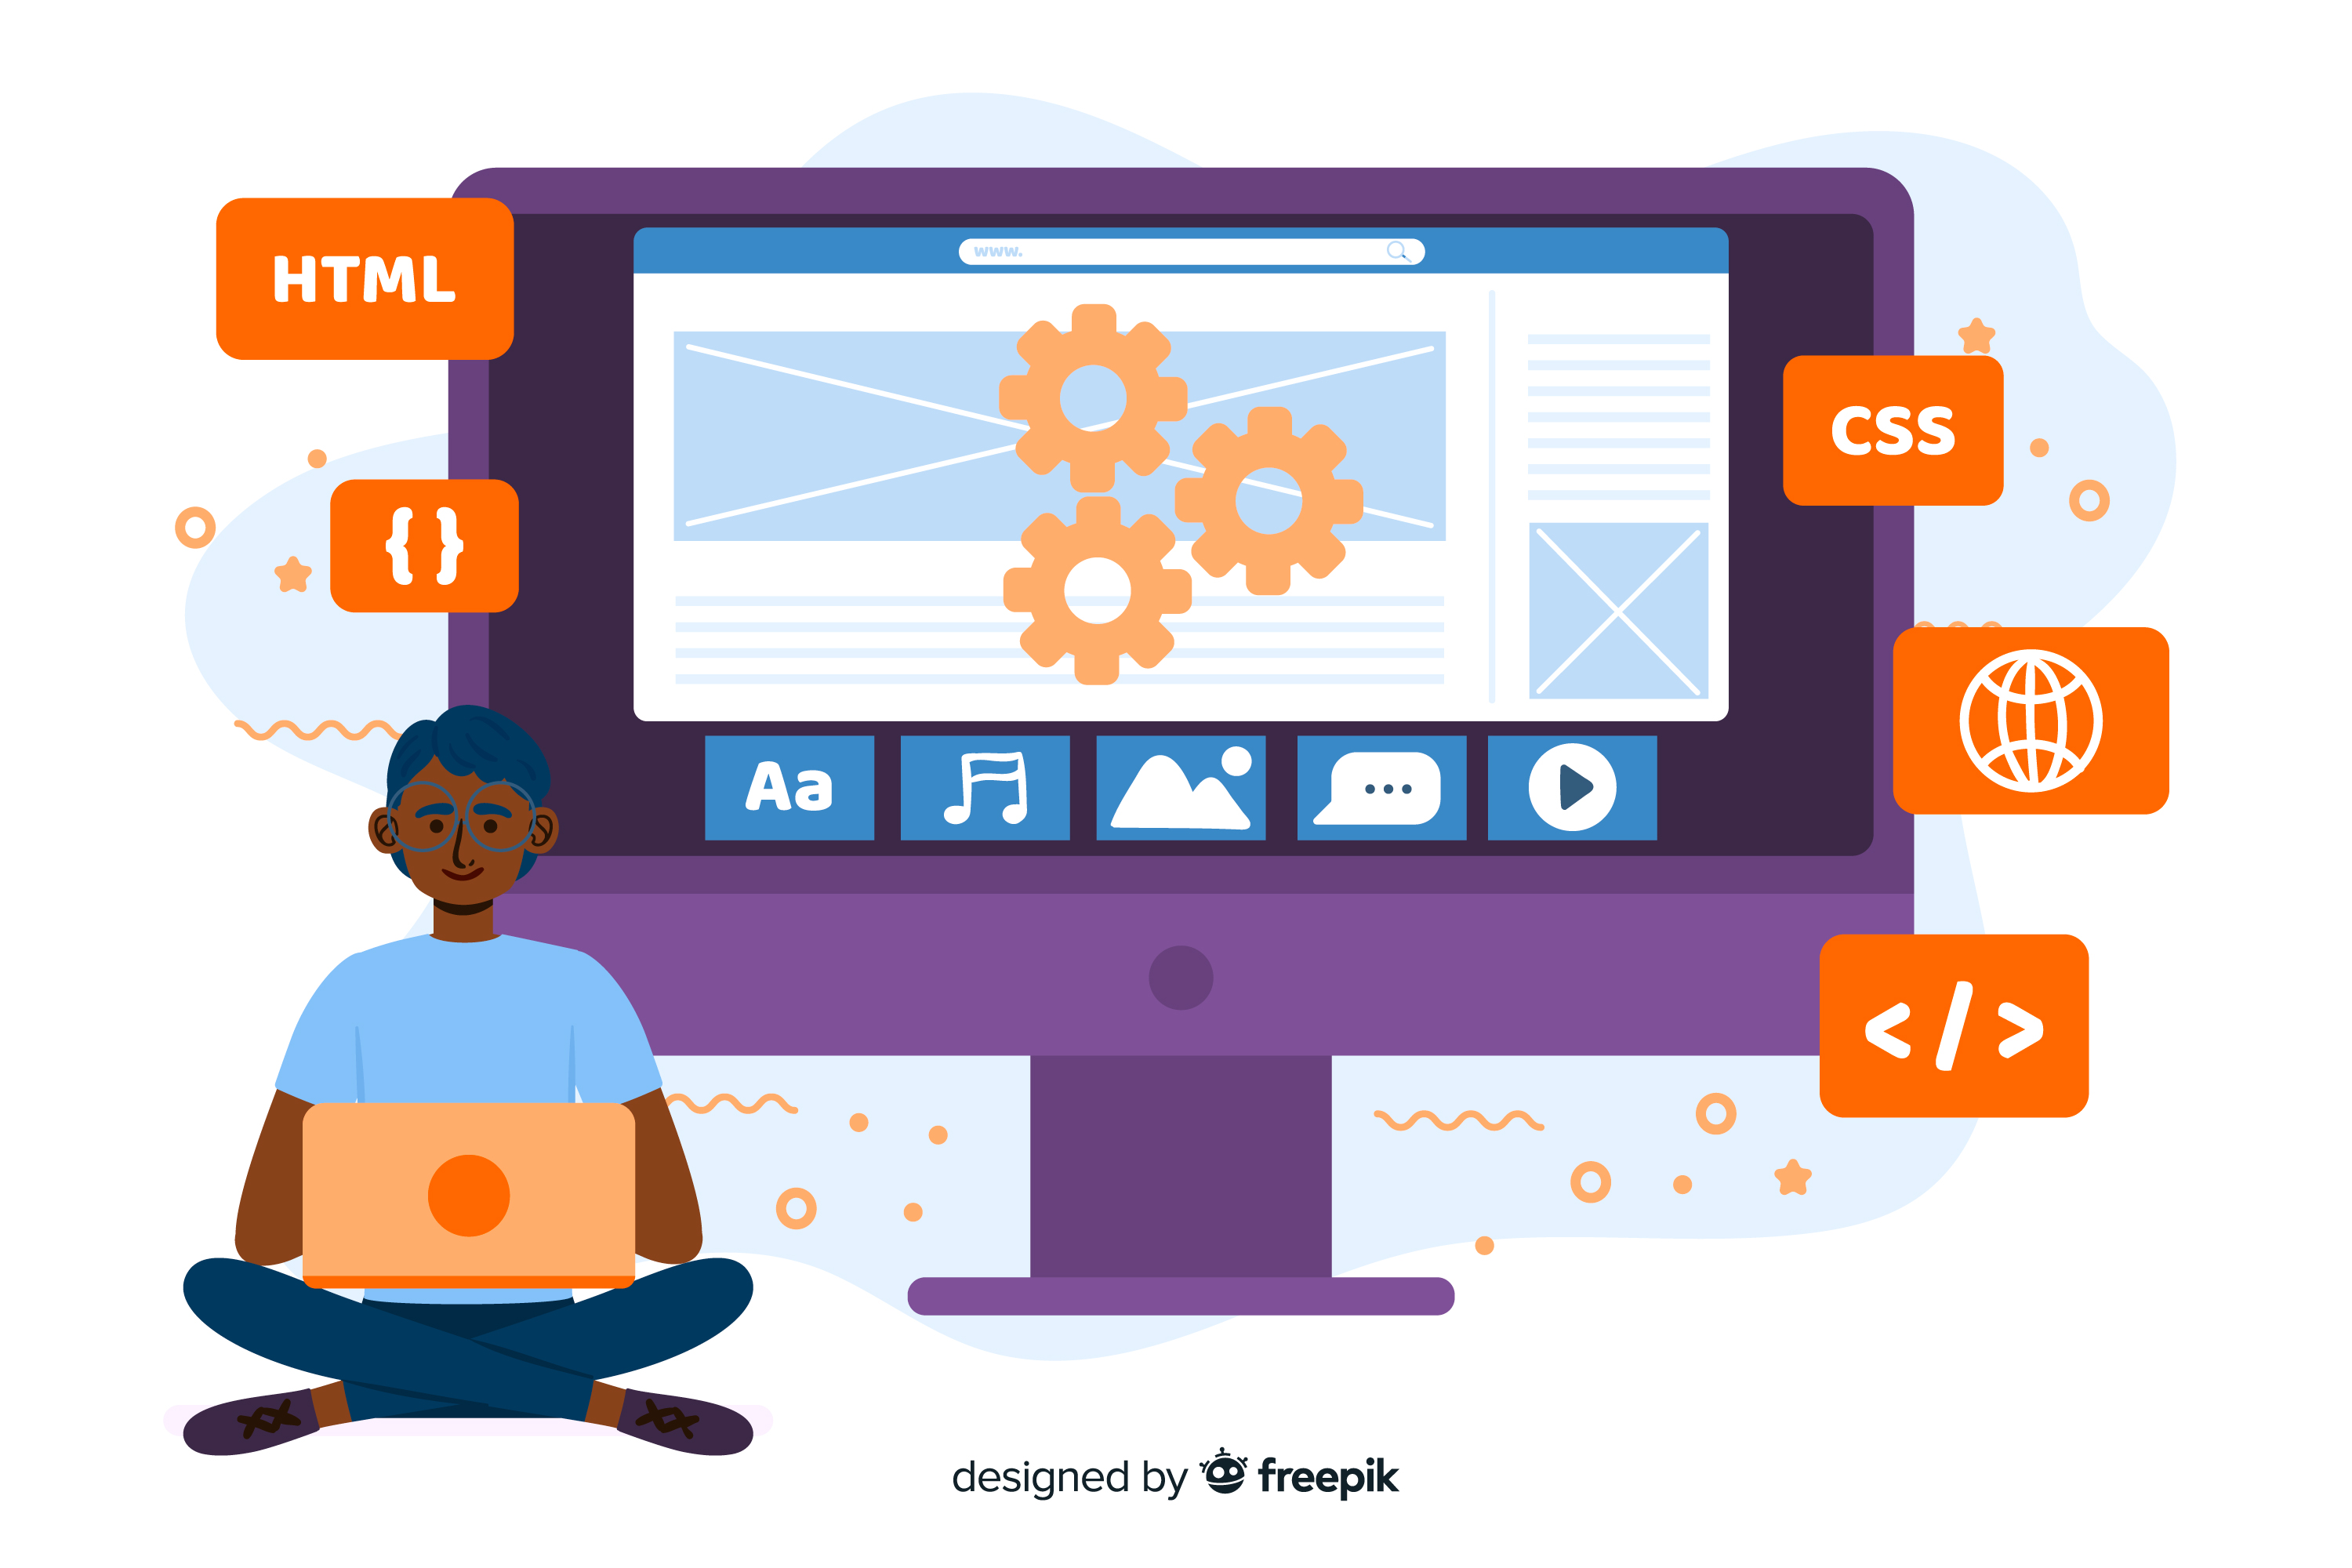 HTML
www.
CSS
{ }
Aa
</>
designed by freepik